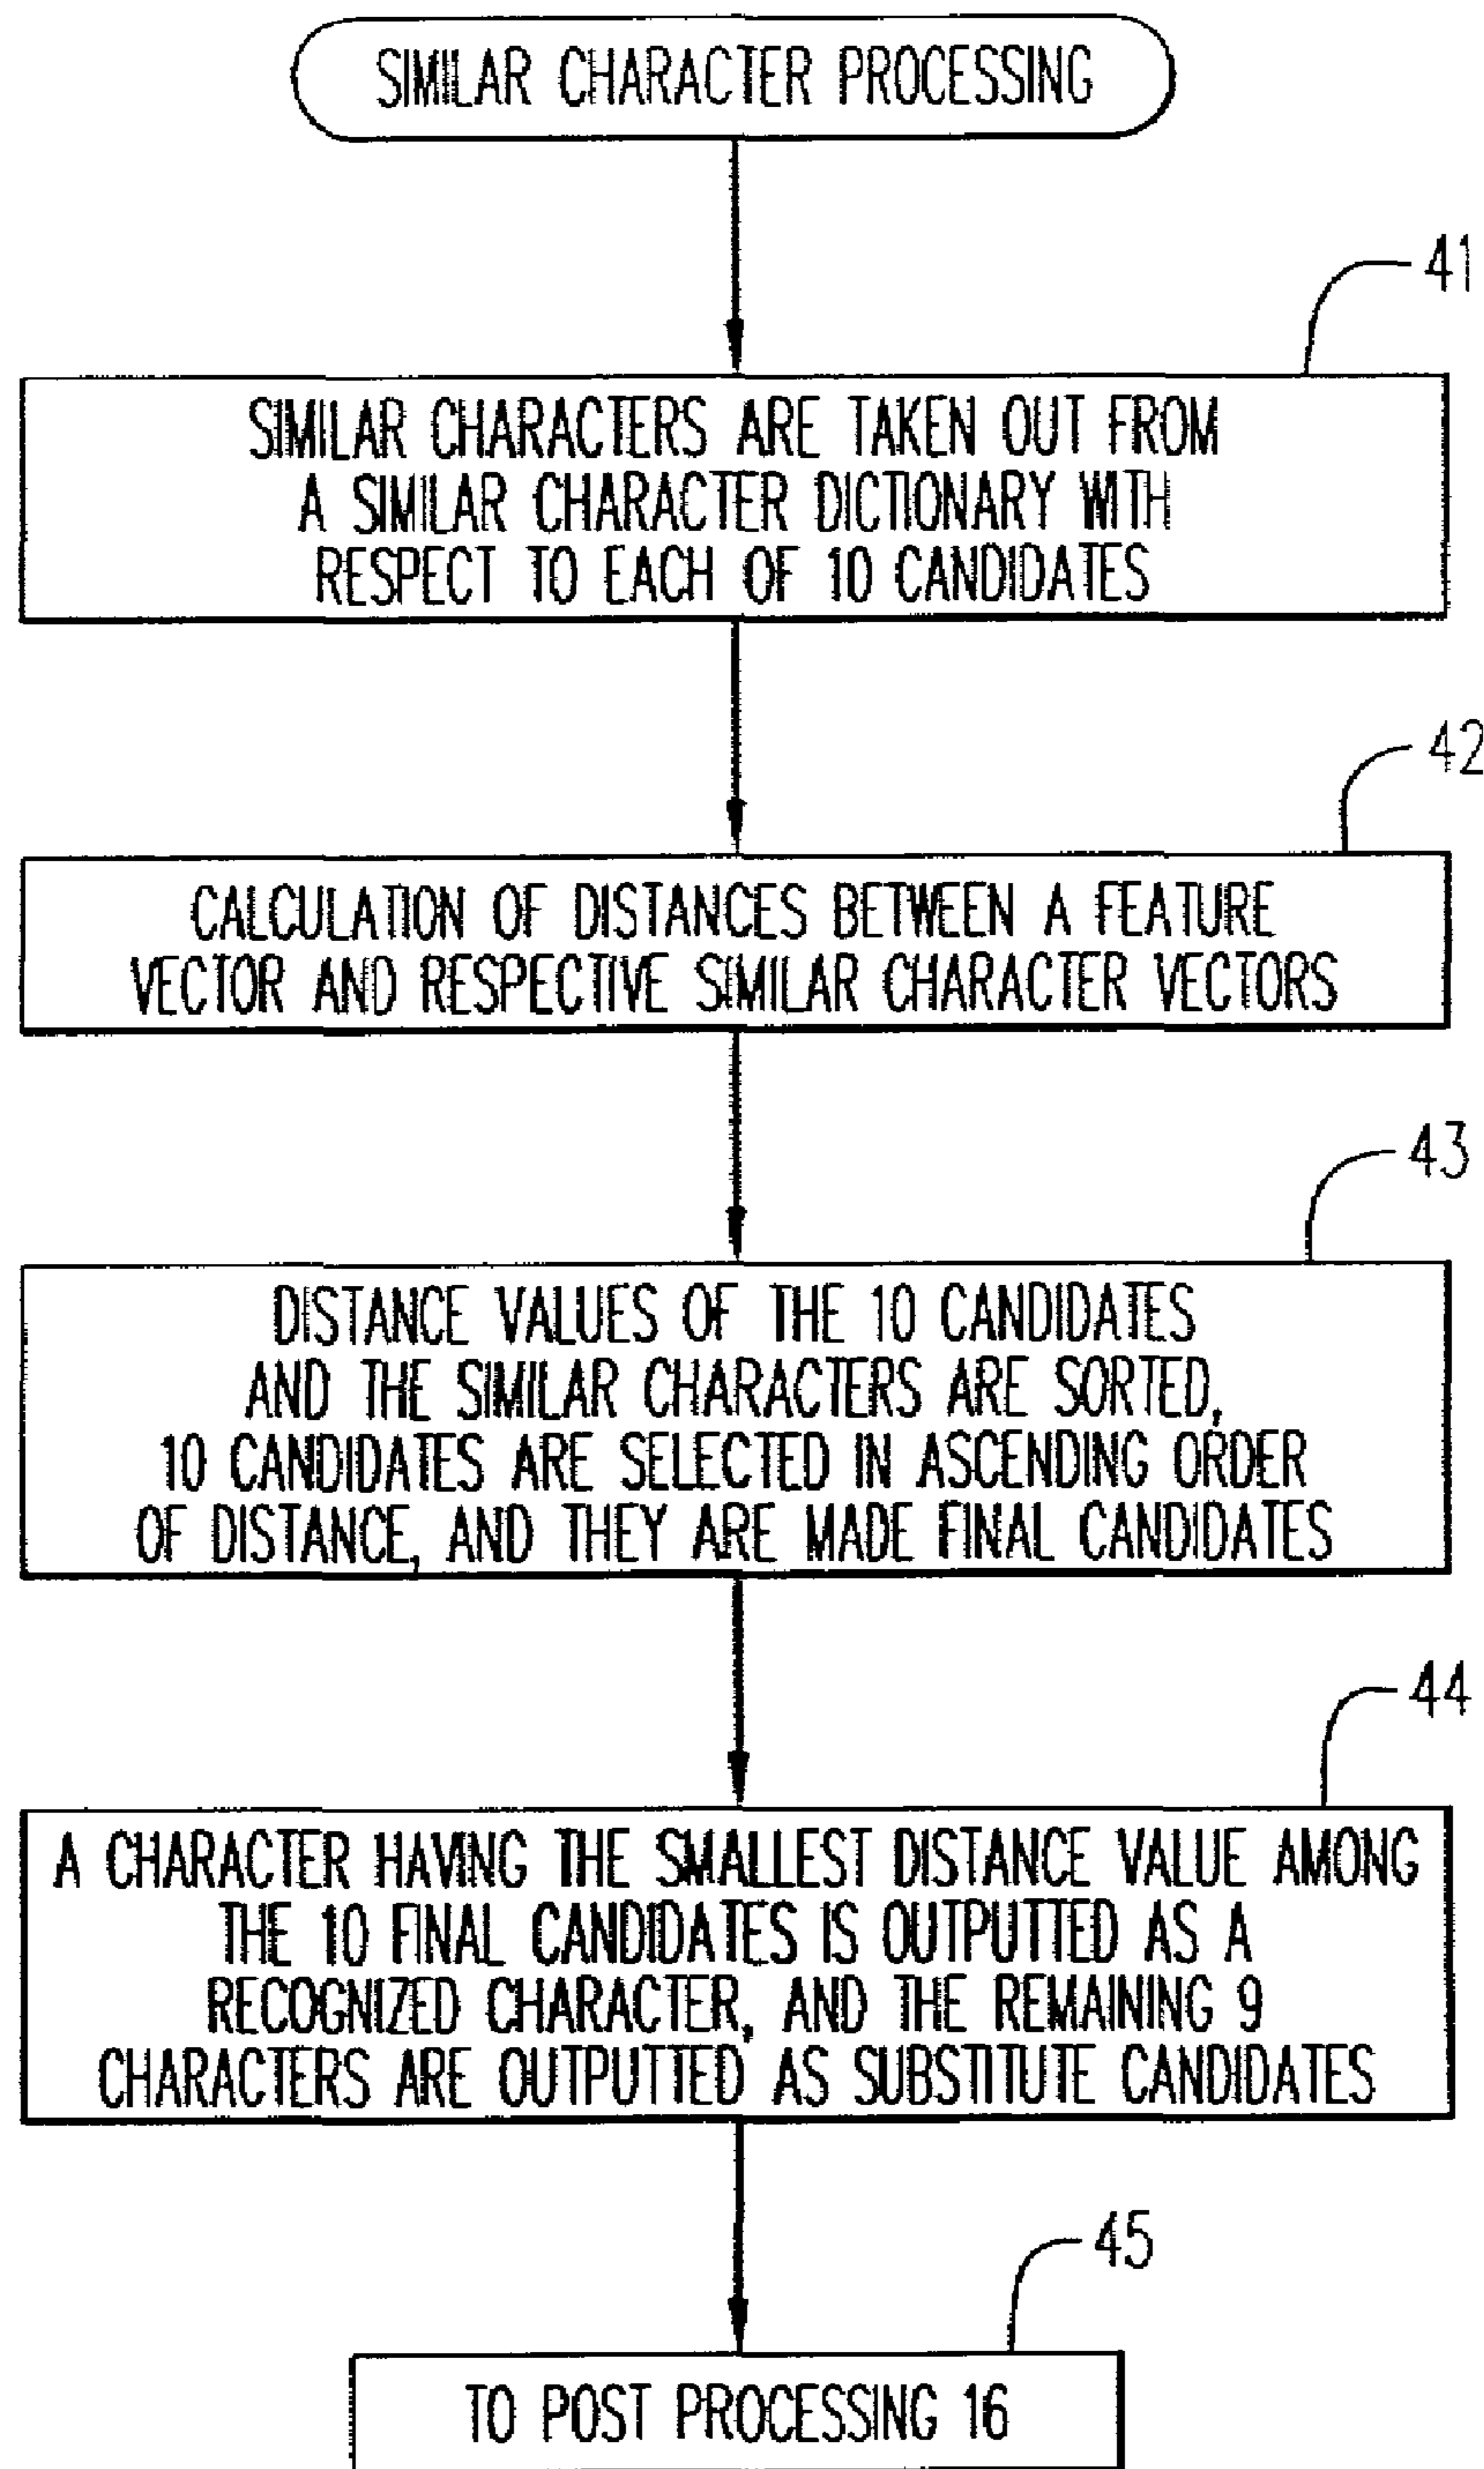 SIMILAR CHARACTER PROCESSING
41
SIMILAR CHARACTERS ARE TAKEN OUT FROM
A SIMILAR CHARACTER DICTIONARY WITH
RESPECT TO EACH OF 10 CANDIDATES
42
CALCULATION OF DISTANCES BETWEEN A FEATURE
VECTOR AND RESPECTIVE SIMILAR CHARACTER VECTORS
43
DISTANCE VALUES OF THE 10 CANDIDATES
AND THE SIMILAR CHARACTERS ARE SORTED,
10 CANDIDATES ARE SELECTED IN ASCENDING ORDER
OF DISTANCE, AND THEY ARE MADE FINAL CANDIDATES
44
A CHARACTER HAVING THE SMALLEST DISTANCE VALUE AMONG
THE 10 FINAL CANDIDATES IS OUTPUTTED AS A
RECOGNIZED CHARACTER, AND THE REMAINING 9
CHARACTERS ARE OUTPUTTED AS SUBSTITUTE CANDIDATES
45
TO POST PROCESSING 16